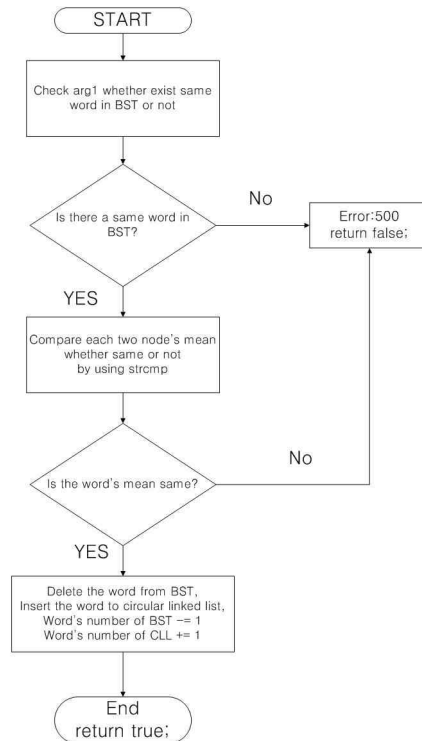 START
Check arg1 whether exist same
word in BST or not
Is there a same word in
BST?
No
Error:500
return false;
YES
Compare each two node's mean
whether same or not
by using strcmp
Is the word's mean same?
No
YES
Delete the word from BST,
Insert the word to circular linked list,
Word's number of BST -= 1
Word's number of CLL += 1
End
return true;